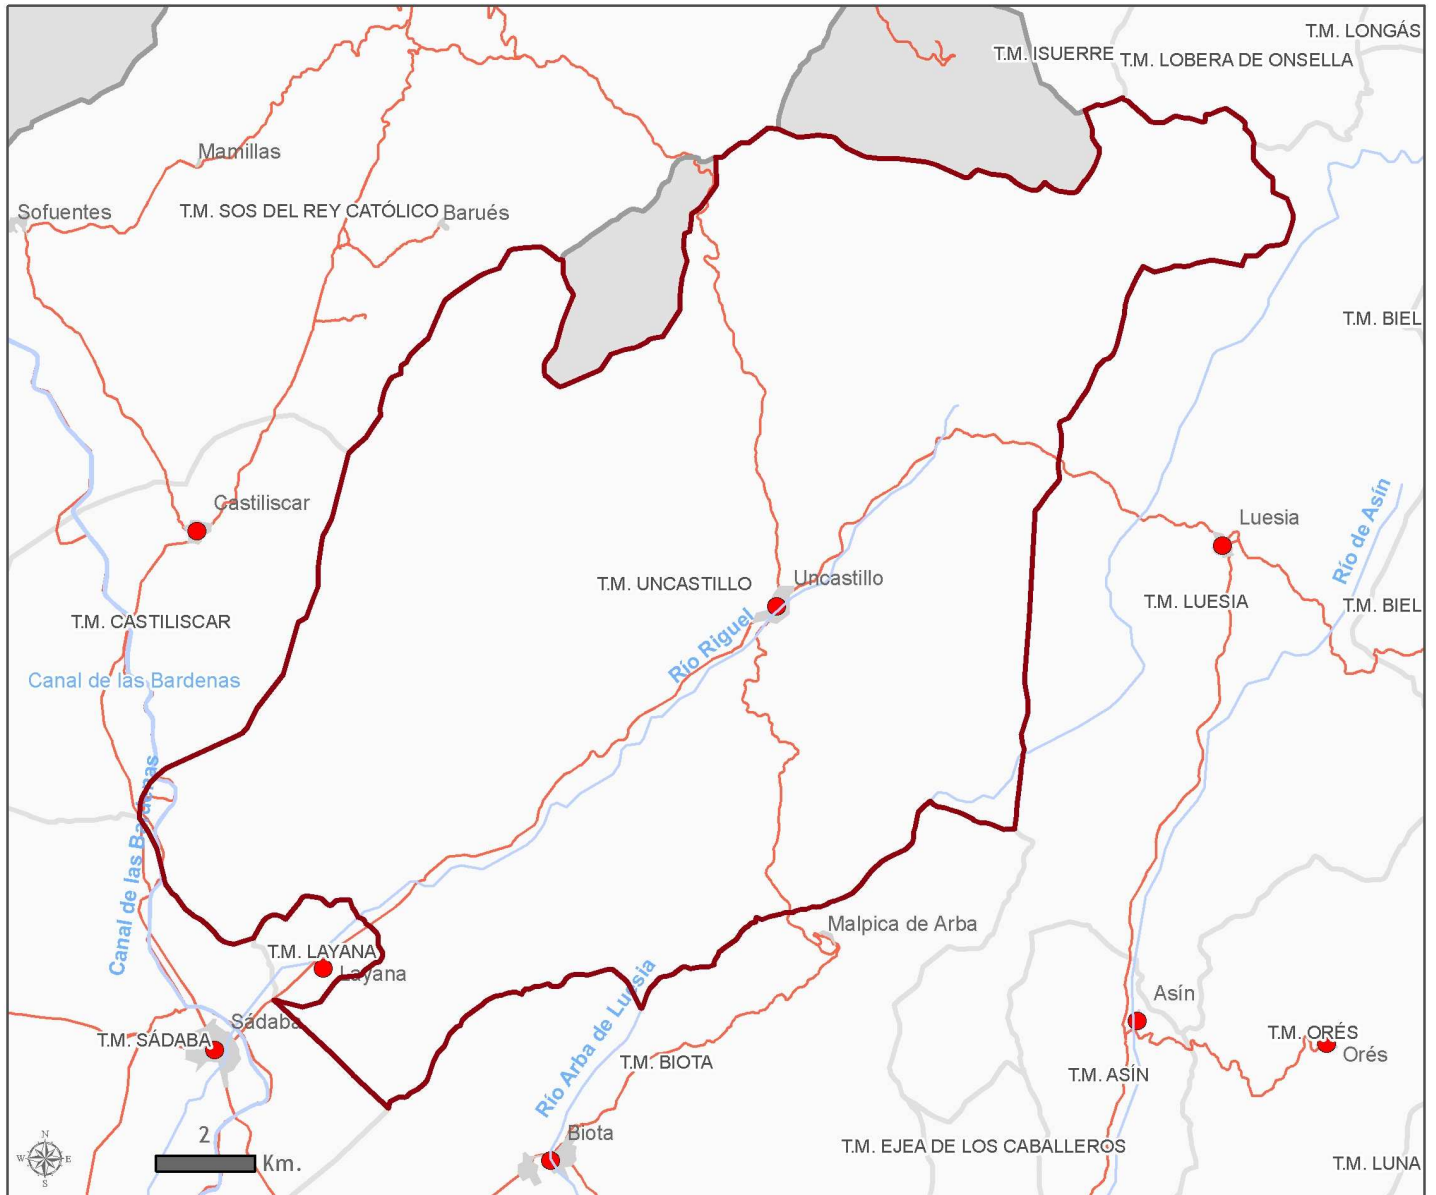 T.M. LONGÁS
T.M. ISUERRE
T.M. LOBERA DE ONSELLA
Mamillas
Sofuentes
T.M. SOS DEL REY CATÓLICO
Barués
T.M. BIEL
Castiliscar
Luesia
Río de Asín
T.M. UNCASTILLO
Uncastillo
T.M. LUESIA
T.M. BIEL
T.M. CASTILISCAR
Río Riguel
Canal de las Bardenas
Canal de las Bardenas
Malpica de Arba
T.M. LAYANA
Layana
Asín
Sádaba
T.M. SÁDABA
Río Arba de Luesia
T.M. BIOTA
T.M. ORÉS
Orés
T.M. ASÍN
Biota
T.M. EJEA DE LOS CABALLEROS
T.M. LUNA
N
W
E
S
2
Km.